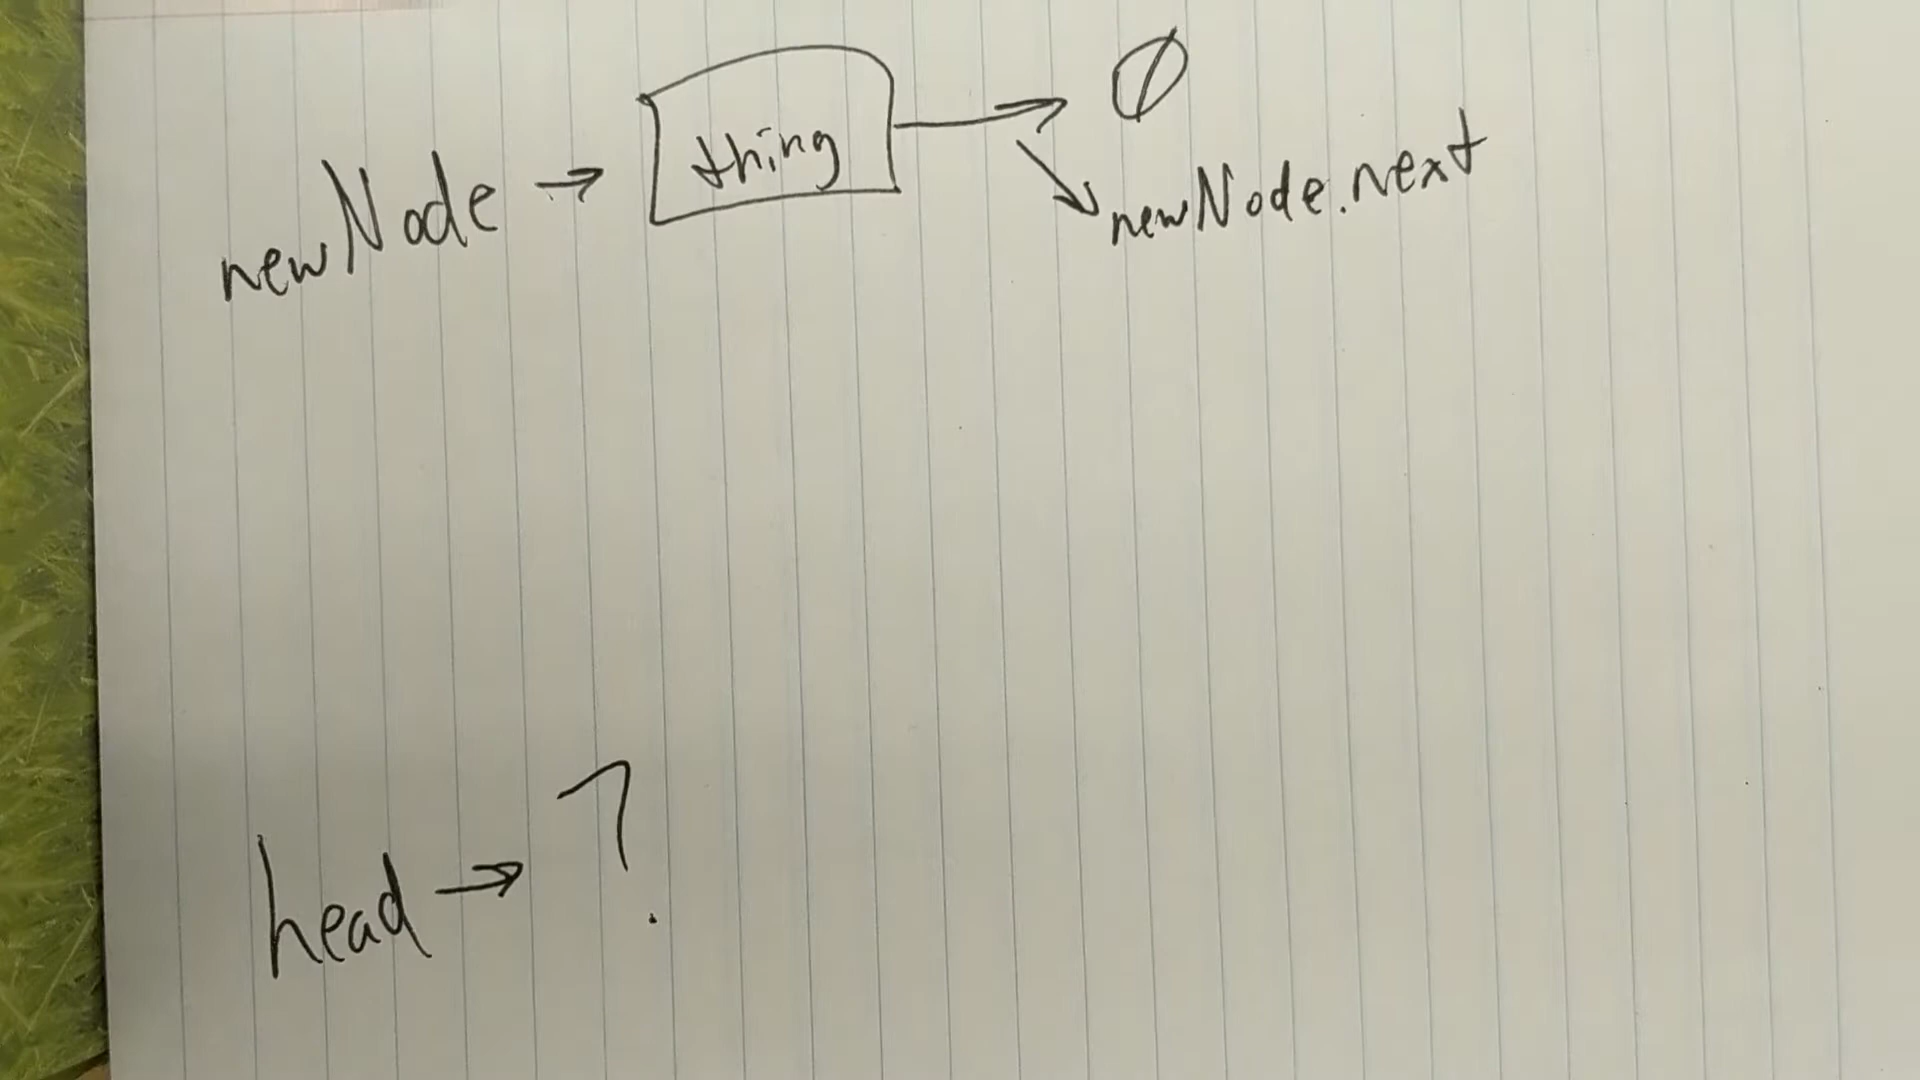 newNode → thing → ∅
newNode.next
head → ?